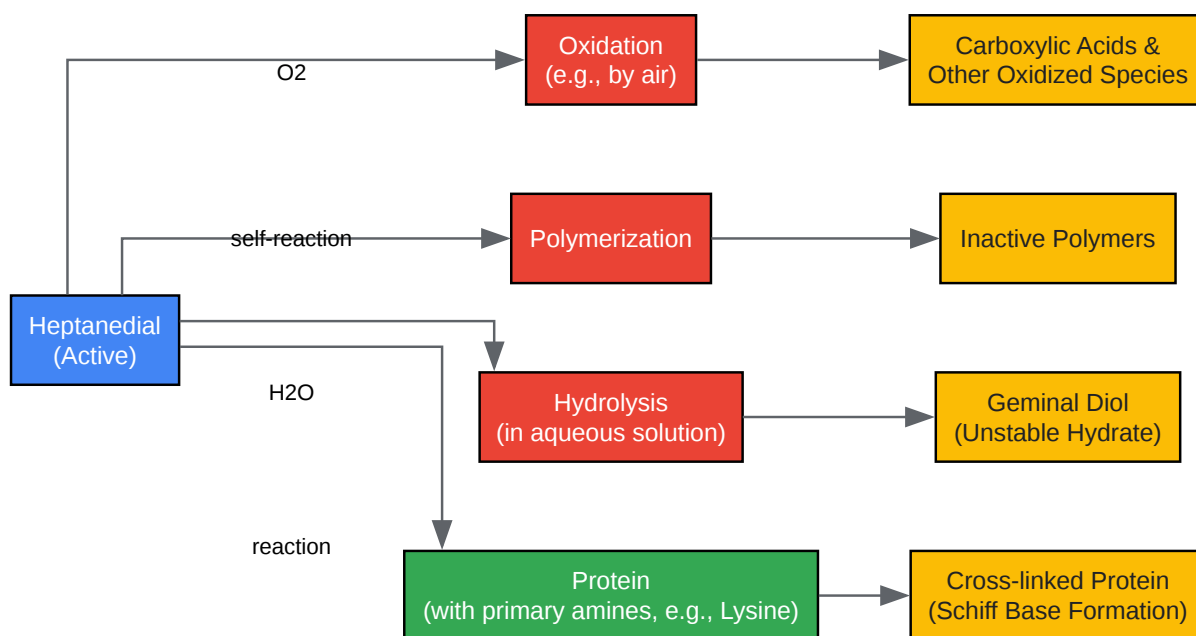 Oxidation
(e.g., by air)
Carboxylic Acids &
Other Oxidized Species
O2
self-reaction
Polymerization
Inactive Polymers
Heptanedial
(Active)
H2O
Hydrolysis
(in aqueous solution)
Geminal Diol
(Unstable Hydrate)
reaction
Protein
(with primary amines, e.g., Lysine)
Cross-linked Protein
(Schiff Base Formation)